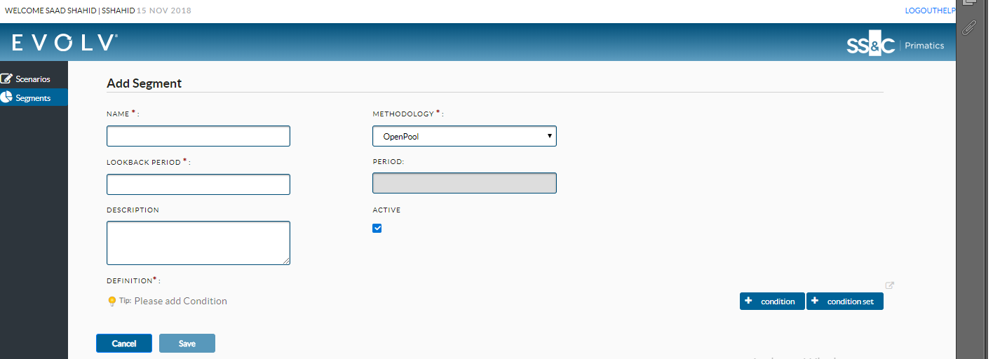 WELCOME SAAD SHAHID | SSHAHID 15 NOV 2018
LOGOUTHELP
EVOLV®
SS&C | Primatics
Scenarios
Segments
Add Segment
NAME * :
METHODOLOGY * :
OpenPool
LOOKBACK PERIOD * :
PERIOD:
DESCRIPTION
ACTIVE
DEFINITION* :
Tip: Please add Condition
+ condition
+ condition set
Cancel
Save